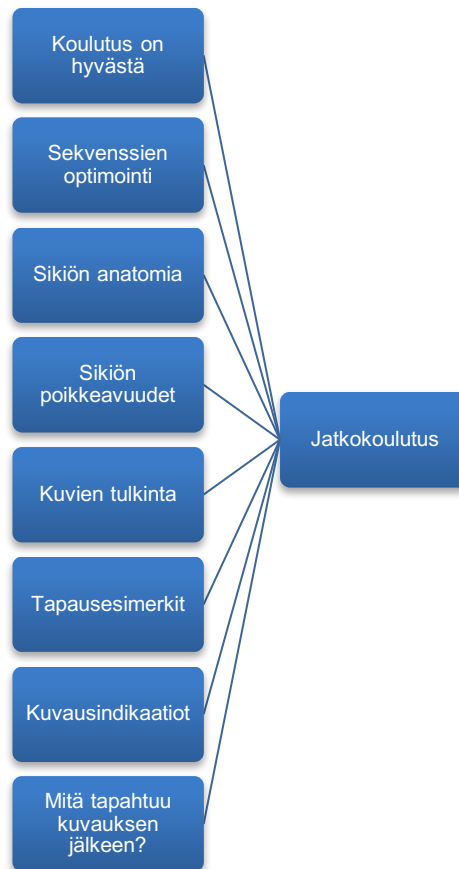 Koulutus on
hyvästä
Sekvenssien
optimointi
Sikiön anatomia
Sikiön
poikkeavuudet
Kuvien tulkinta
Tapausesimerkit
Kuvausindikaatiot
Mitä tapahtuu
kuvauksen
jälkeen?
Jatkokoulutus